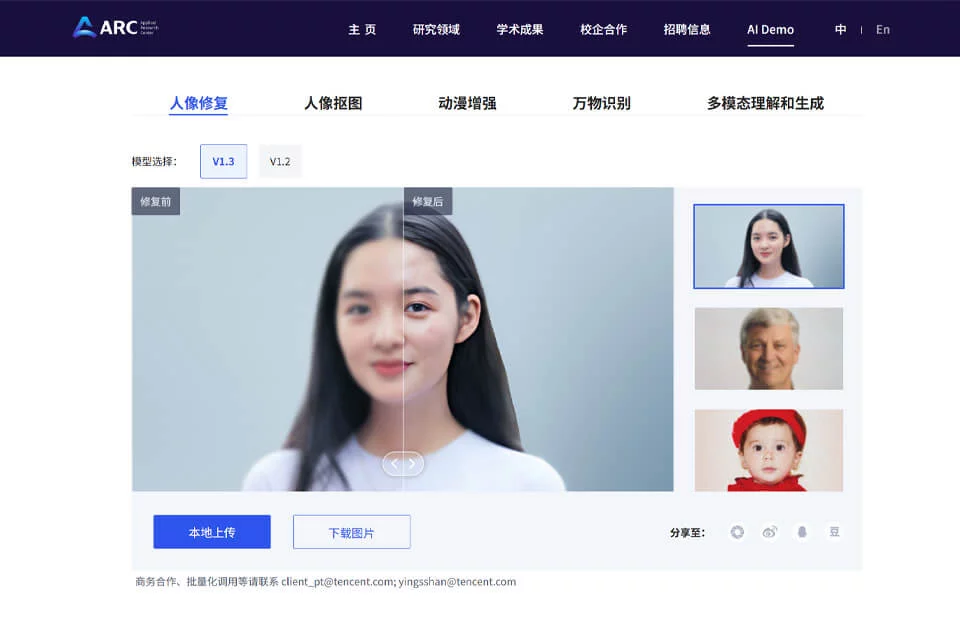 ARC Applied Research Center
主 页 研究领域 学术成果 校企合作 招聘信息 AI Demo 中 | En
人像修复 人像抠图 动漫增强 万物识别 多模态理解和生成
模型选择： V1.3 V1.2
修复前 修复后
本地上传 下载图片 分享至： 豆
商务合作、批量化调用等请联系 client_pt@tencent.com; yingsshan@tencent.com